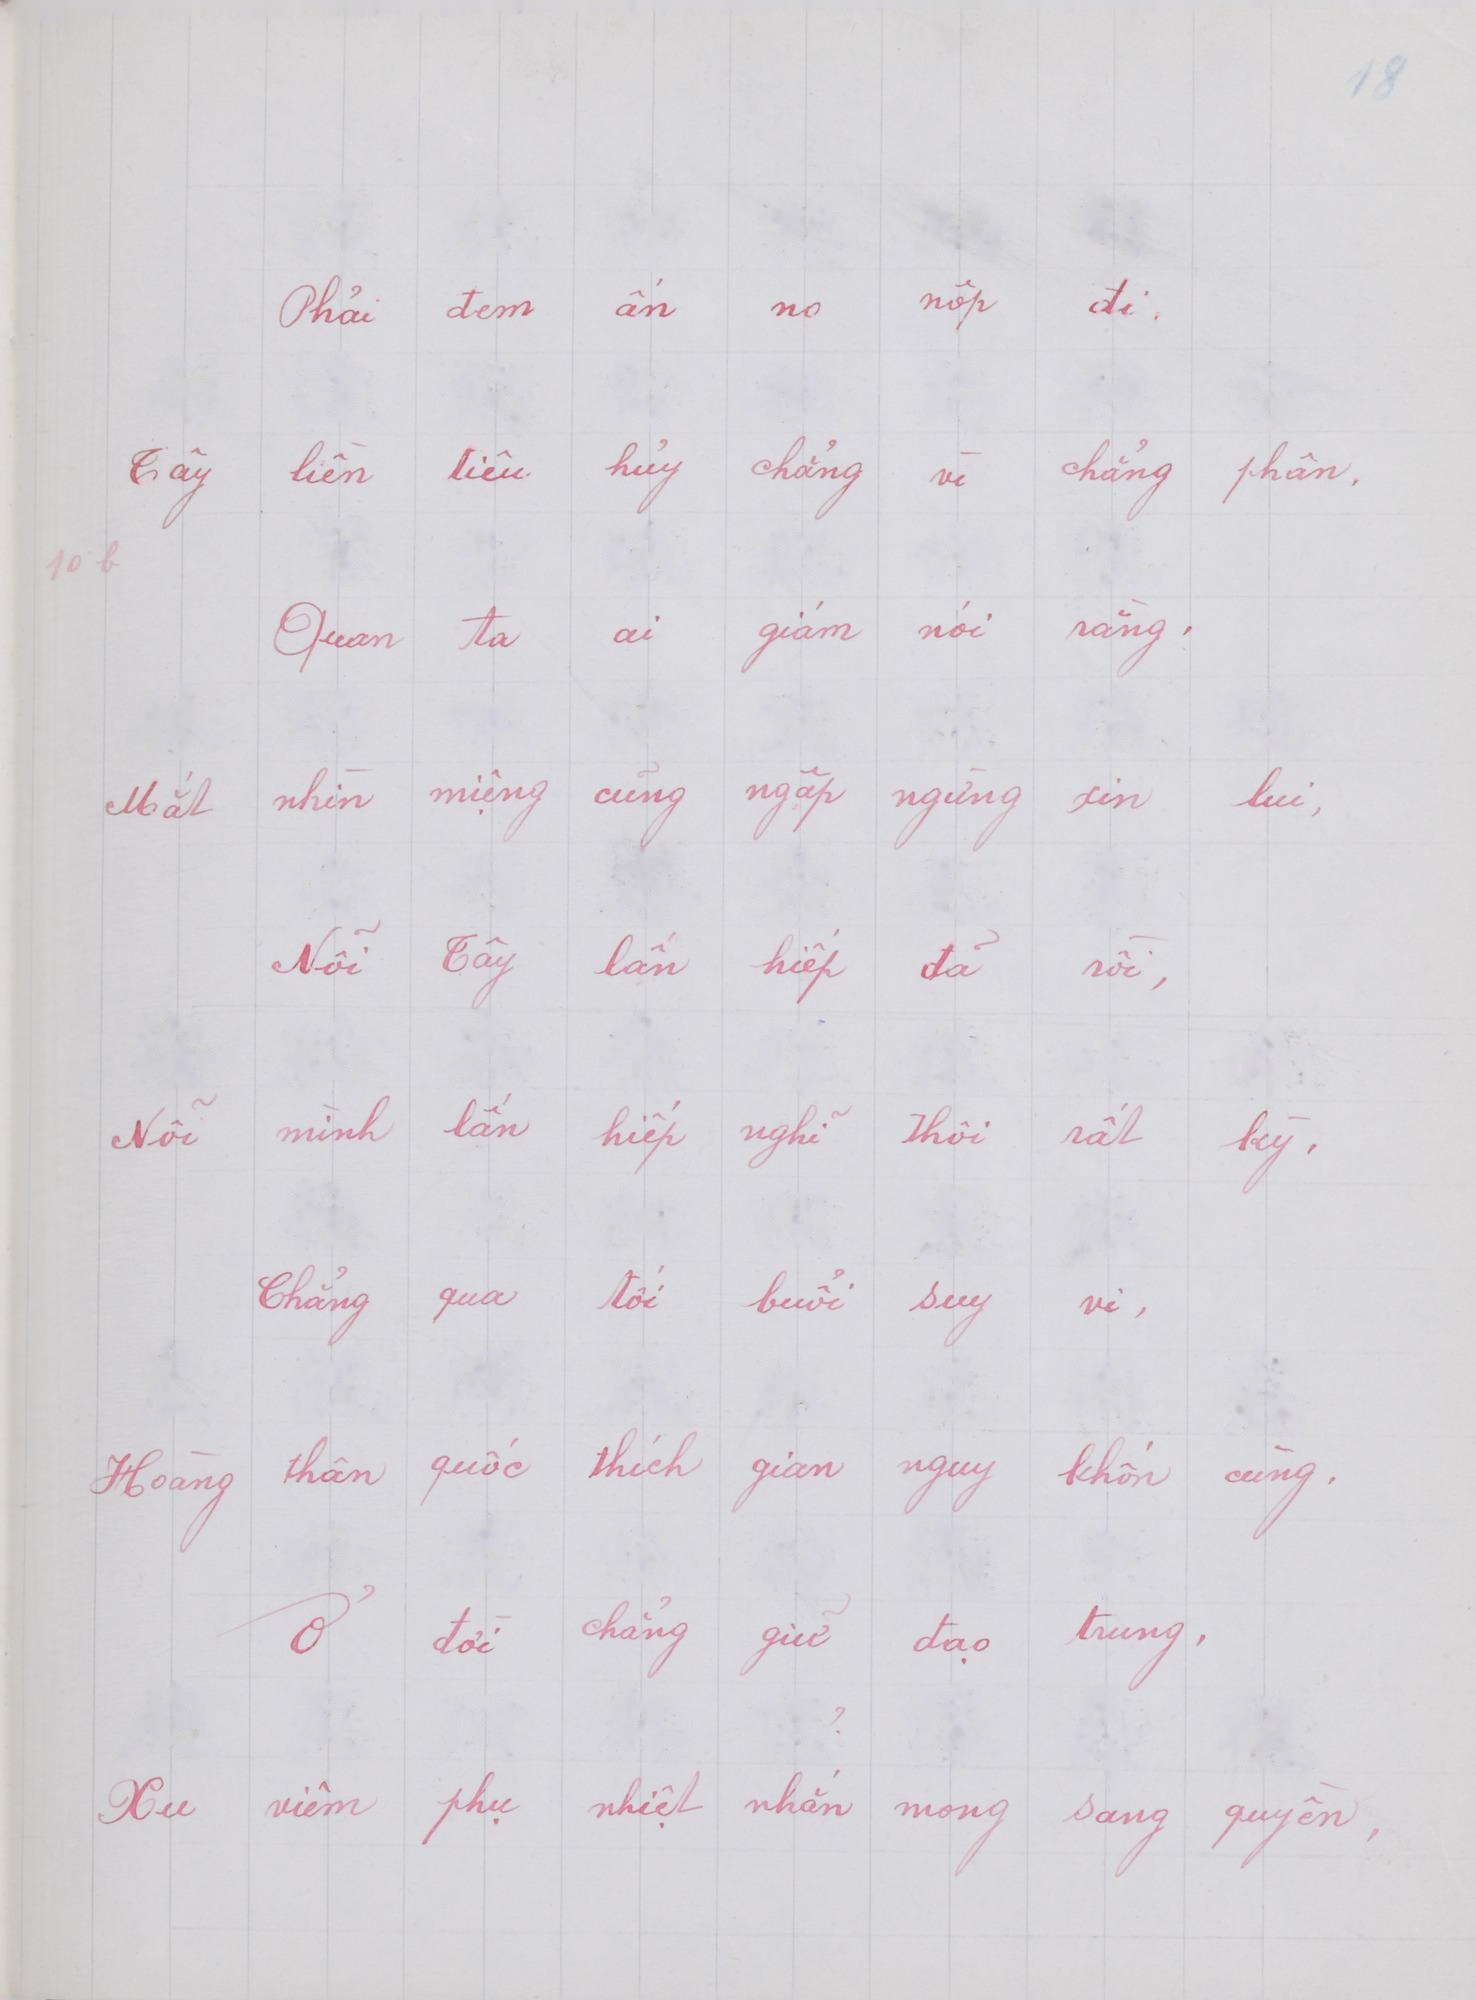 18
Phải đem ấn nọ nộp đi.
Tây liền tiêu hủy chẳng vì chẳng phân.
10 b
Quan ta ai giám nói rằng.
Mắt nhìn miệng cũng ngập ngừng xin lui,
Nỗi Tây lấn hiếp đã rồi,
Nỗi mình lấn hiếp nghĩ thôi rất kỳ.
Chẳng qua tới buổi suy vi,
Hoàng thân quốc thích gian nguy khốn cùng.
Ở đời chẳng giữ đạo trung,
?
Xu viêm phụ nhiệt nhắn mong sang quyền,